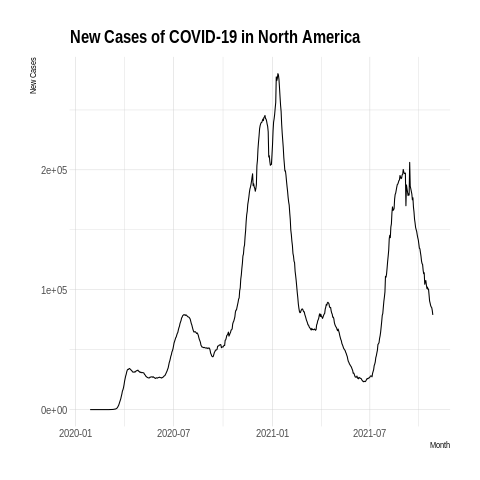 New Cases of COVID-19 in North America
New Cases
2e+05
1e+05
0e+00
2020-01 2020-07 2021-01 2021-07
Month